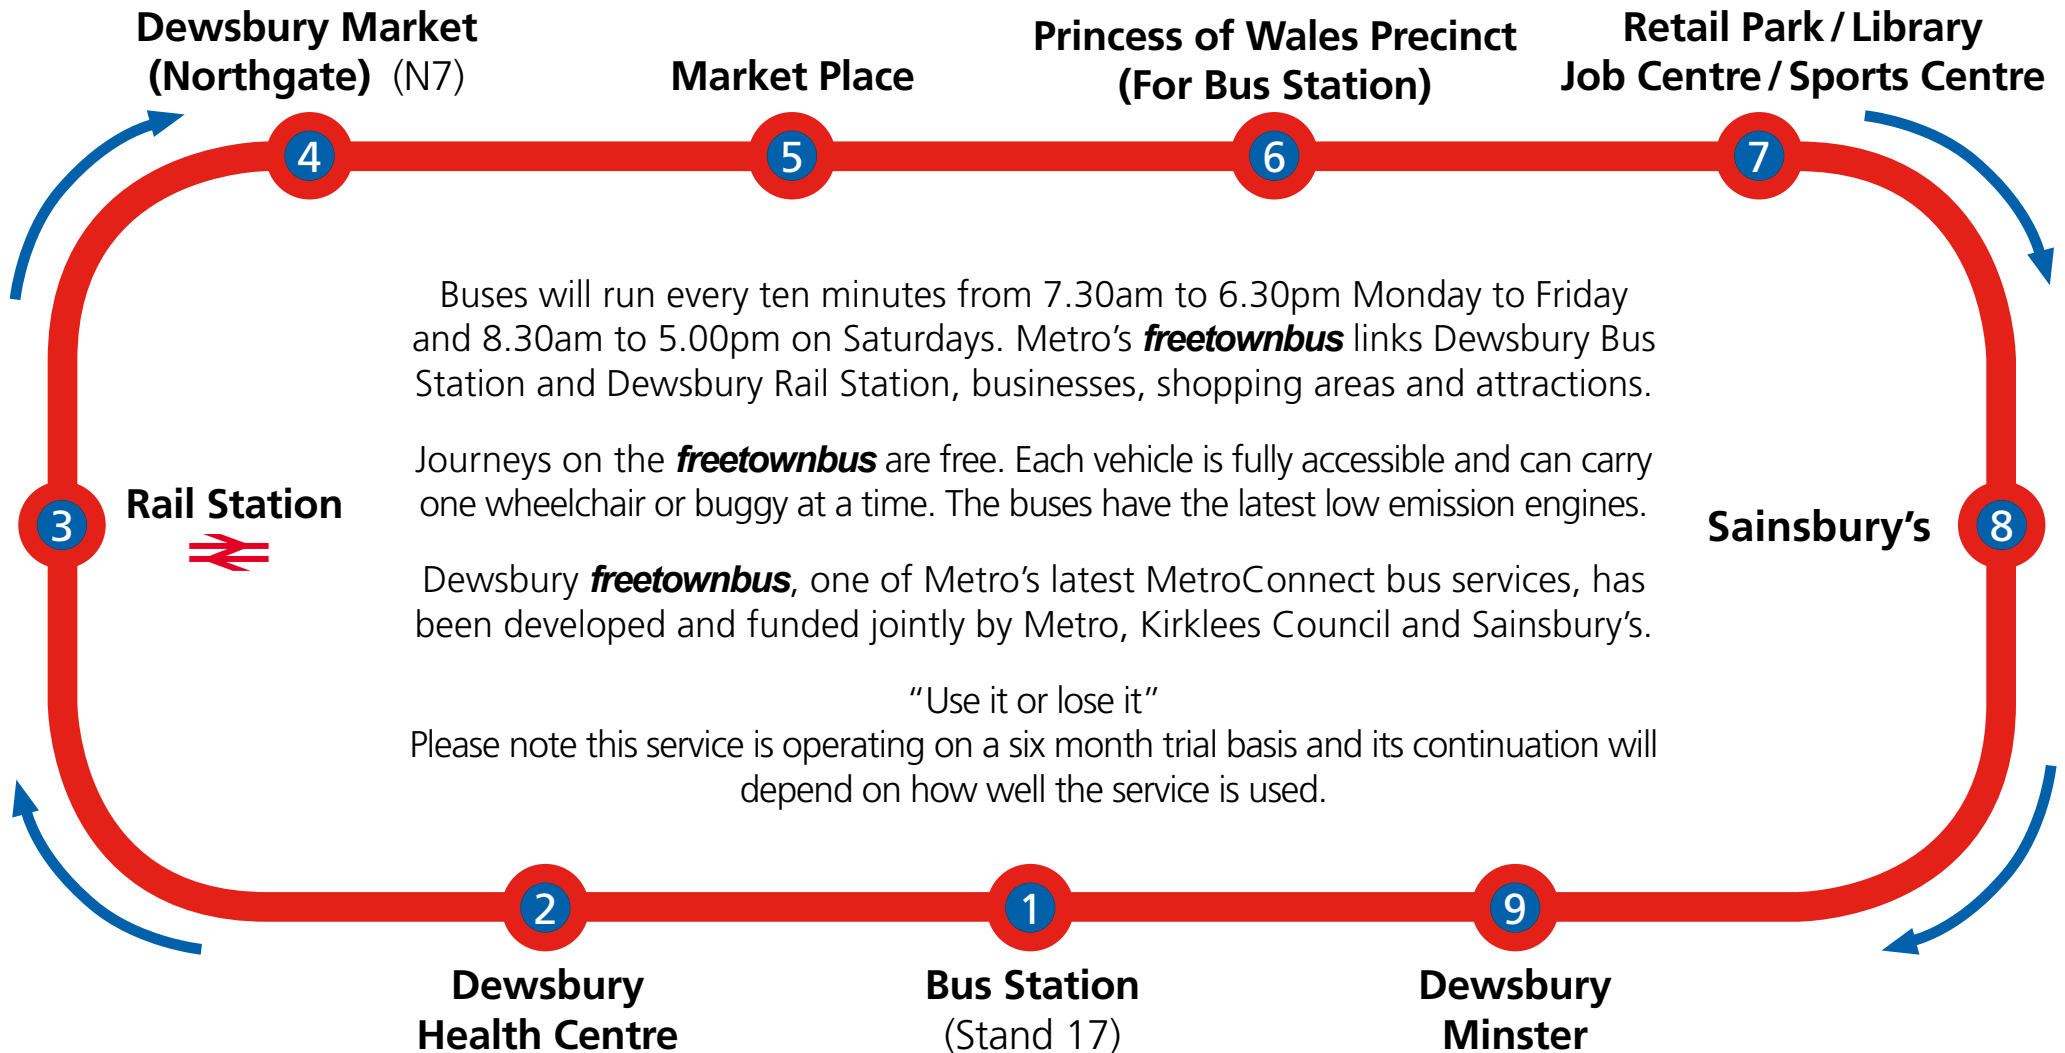 Dewsbury Market
(Northgate) (N7)
Market Place
Princess of Wales Precinct
(For Bus Station)
Retail Park / Library
Job Centre / Sports Centre
4
5
6
7
Buses will run every ten minutes from 7.30am to 6.30pm Monday to Friday
and 8.30am to 5.00pm on Saturdays. Metro’s freetownbus links Dewsbury Bus
Station and Dewsbury Rail Station, businesses, shopping areas and attractions.
Journeys on the freetownbus are free. Each vehicle is fully accessible and can carry
one wheelchair or buggy at a time. The buses have the latest low emission engines.
3
Rail Station
Sainsbury’s
8
Dewsbury freetownbus, one of Metro’s latest MetroConnect bus services, has
been developed and funded jointly by Metro, Kirklees Council and Sainsbury’s.
“Use it or lose it”
Please note this service is operating on a six month trial basis and its continuation will
depend on how well the service is used.
2
1
9
Dewsbury
Health Centre
Bus Station
(Stand 17)
Dewsbury
Minster